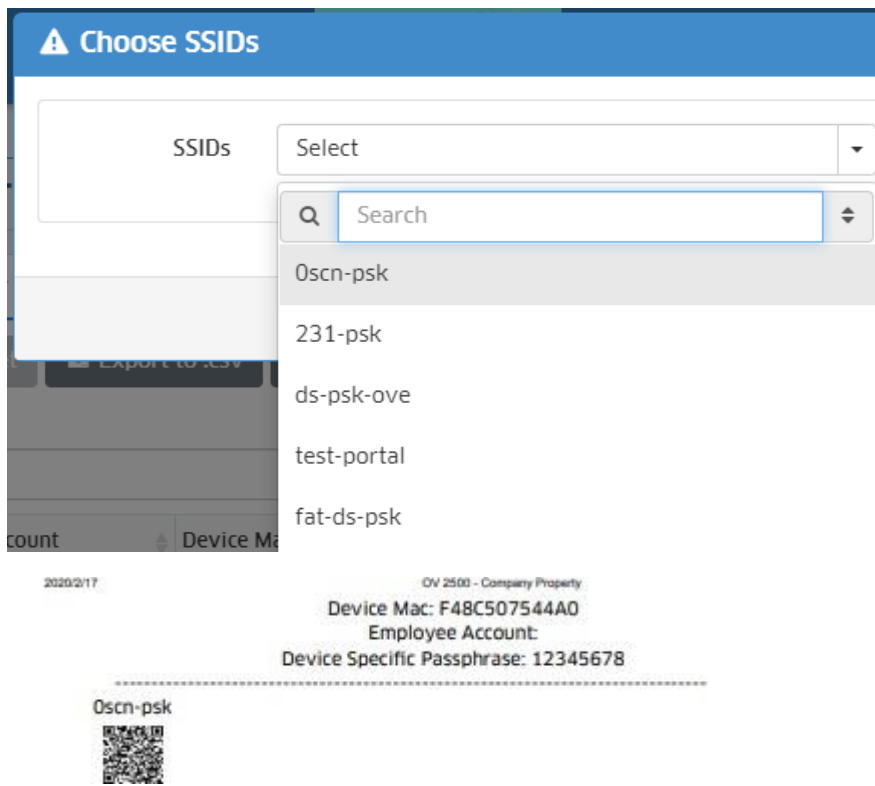 Choose SSIDs
SSIDs
Select
Search
0scn-psk
231-psk
ds-psk-ove
test-portal
fat-ds-psk
Export to .csv
count
Device Ma
2020/2/17
OV 2500 - Company Property
Device Mac: F48C507544A0
Employee Account:
Device Specific Passphrase: 12345678
0scn-psk